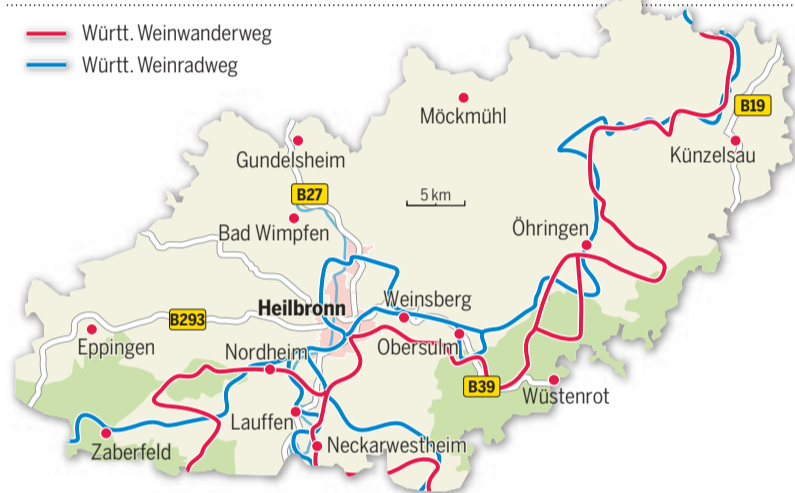 Württ. Weinwanderweg
Württ. Weinradweg
Möckmühl
B19
Künzelsau
Gundelsheim
B27
5 km
Bad Wimpfen
Öhringen
Heilbronn
Weinsberg
B293
Eppingen
Nordheim
Obersulm
B39
Wüstenrot
Lauffen
Zaberfeld
Neckarwestheim